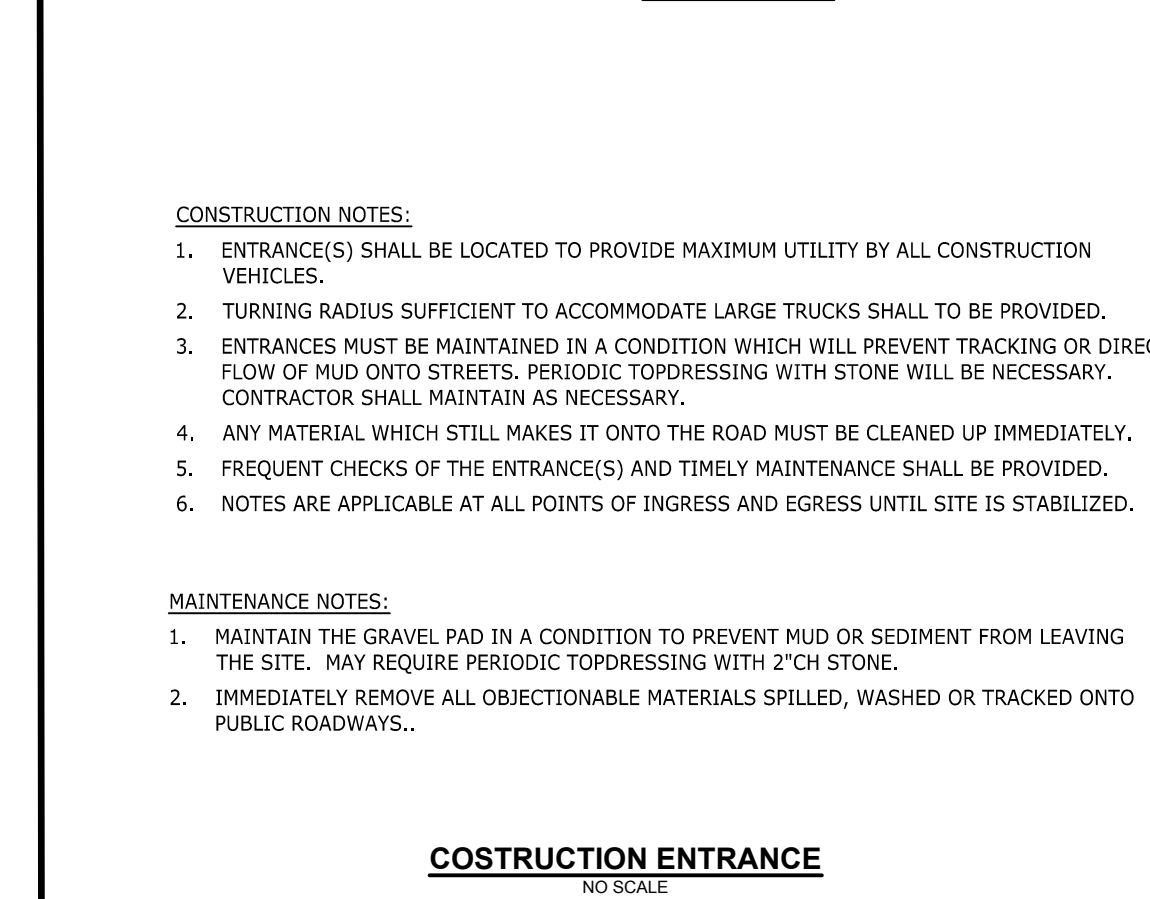 CONSTRUCTION NOTES:
1. ENTRANCE(S) SHALL BE LOCATED TO PROVIDE MAXIMUM UTILITY BY ALL CONSTRUCTION
VEHICLES.
2. TURNING RADIUS SUFFICIENT TO ACCOMMODATE LARGE TRUCKS SHALL TO BE PROVIDED.
3. ENTRANCES MUST BE MAINTAINED IN A CONDITION WHICH WILL PREVENT TRACKING OR
FLOW OF MUD ONTO STREETS. PERIODIC TOPDRESSING WITH STONE WILL BE NECESSARY.
CONTRACTOR SHALL MAINTAIN AS NECESSARY.
4. ANY MATERIAL WHICH STILL MAKES IT ONTO THE ROAD MUST BE CLEANED UP IMMEDIATELY.
5. FREQUENT CHECKS OF THE ENTRANCE(S) AND TIMELY MAINTENANCE SHALL BE PROVIDED.
6. NOTES ARE APPLICABLE AT ALL POINTS OF INGRESS AND EGRESS UNTIL SITE IS STABILIZED.
MAINTENANCE NOTES:
1. MAINTAIN THE GRAVEL PAD IN A CONDITION TO PREVENT MUD OR SEDIMENT FROM LEAVING
THE SITE. MAY REQUIRE PERIODIC TOPDRESSING WITH 2"CH STONE.
2. IMMEDIATELY REMOVE ALL OBJECTIONABLE MATERIALS SPILLED, WASHED OR TRACKED ONTO
PUBLIC ROADWAYS..
COSTRUCTION ENTRANCE
NO SCALE